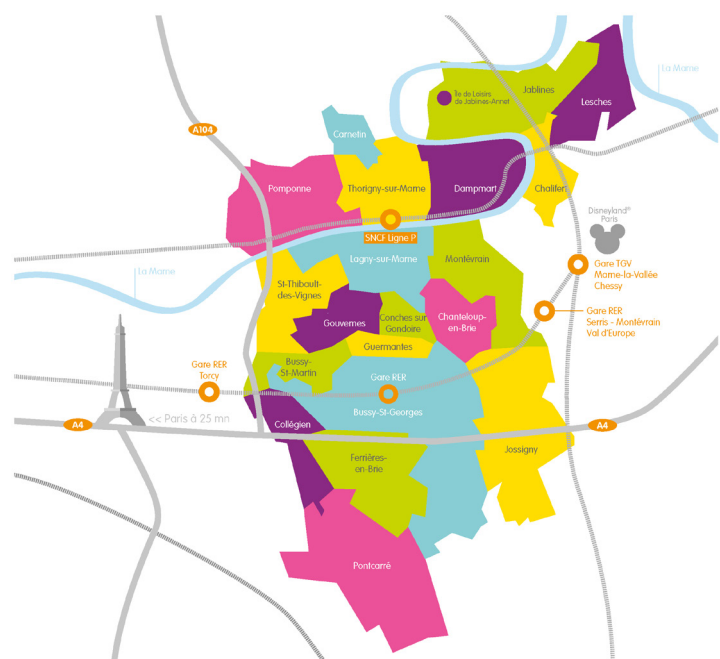 La Marne
Jablines
Île de Loisirs
de Jablines-Annet
Lesches
A104
Carnetin
Pomponne
Thorigny-sur-Marne
Dampmart
Chalifert
Disneyland®
Paris
SNCF Ligne P
Lagny-sur-Marne
Montévrain
Gare TGV
Marne-la-Vallée
Chessy
La Marne
St-Thibault
-des-Vignes
Gouvernes
Conches sur
Gondoire
Chanteloup-
en-Brie
Gare RER
Serris - Montévrain
Val d'Europe
Guermantes
Bussy-
St-Martin
Gare RER
Torcy
Gare RER
Bussy-St-Georges
<< Paris à 25 mn
A4
Collégien
A4
Jossigny
Ferrières-
en-Brie
Pontcarré